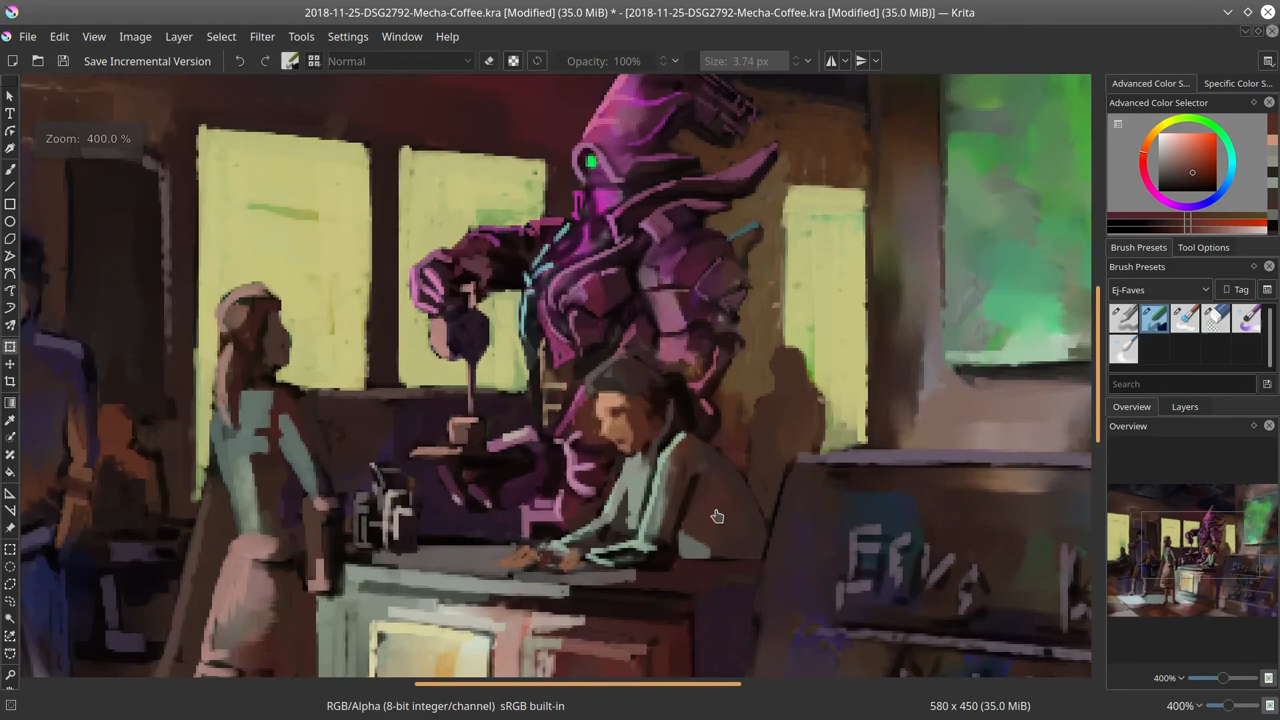 2018-11-25-DSG2792-Mecha-Coffee.kra [Modified] (35.0 MiB) * - [2018-11-25-DSG2792-Mecha-Coffee.kra [Modified] (35.0 MiB)] — Krita
File Edit View Image Layer Select Filter Tools Settings Window Help
Save Incremental Version Normal Opacity: 100% Size: 3.74 px
Advanced Color S... Specific Color S...
Advanced Color Selector
Zoom: 400.0 %
Brush Presets Tool Options
Brush Presets
Ej-Faves Tag
Search
Overview Layers
Overview
400%
RGB/Alpha (8-bit integer/channel) sRGB built-in 580 x 450 (35.0 MiB) 400%